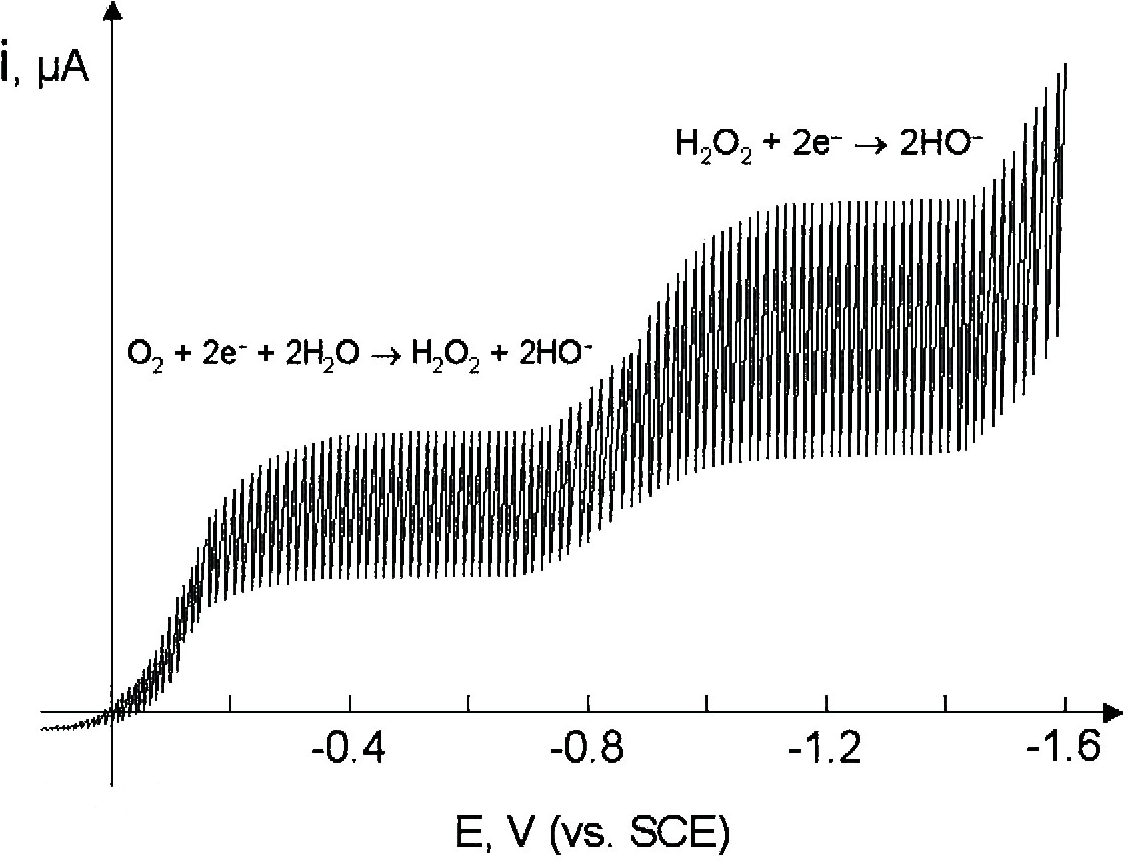 i, µA
H₂O₂ + 2e⁻ → 2HO⁻
O₂ + 2e⁻ + 2H₂O → H₂O₂ + 2HO⁻
-0.4 -0.8 -1.2 -1.6
E, V (vs. SCE)